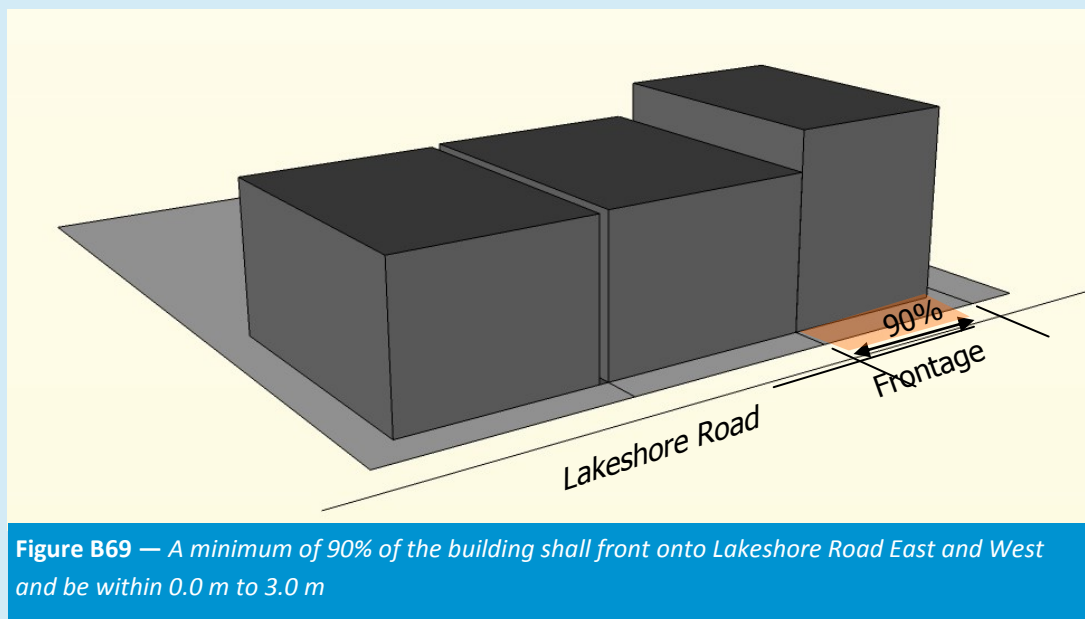 90%
Frontage
Lakeshore Road
Figure B69 — A minimum of 90% of the building shall front onto Lakeshore Road East and West
and be within 0.0 m to 3.0 m